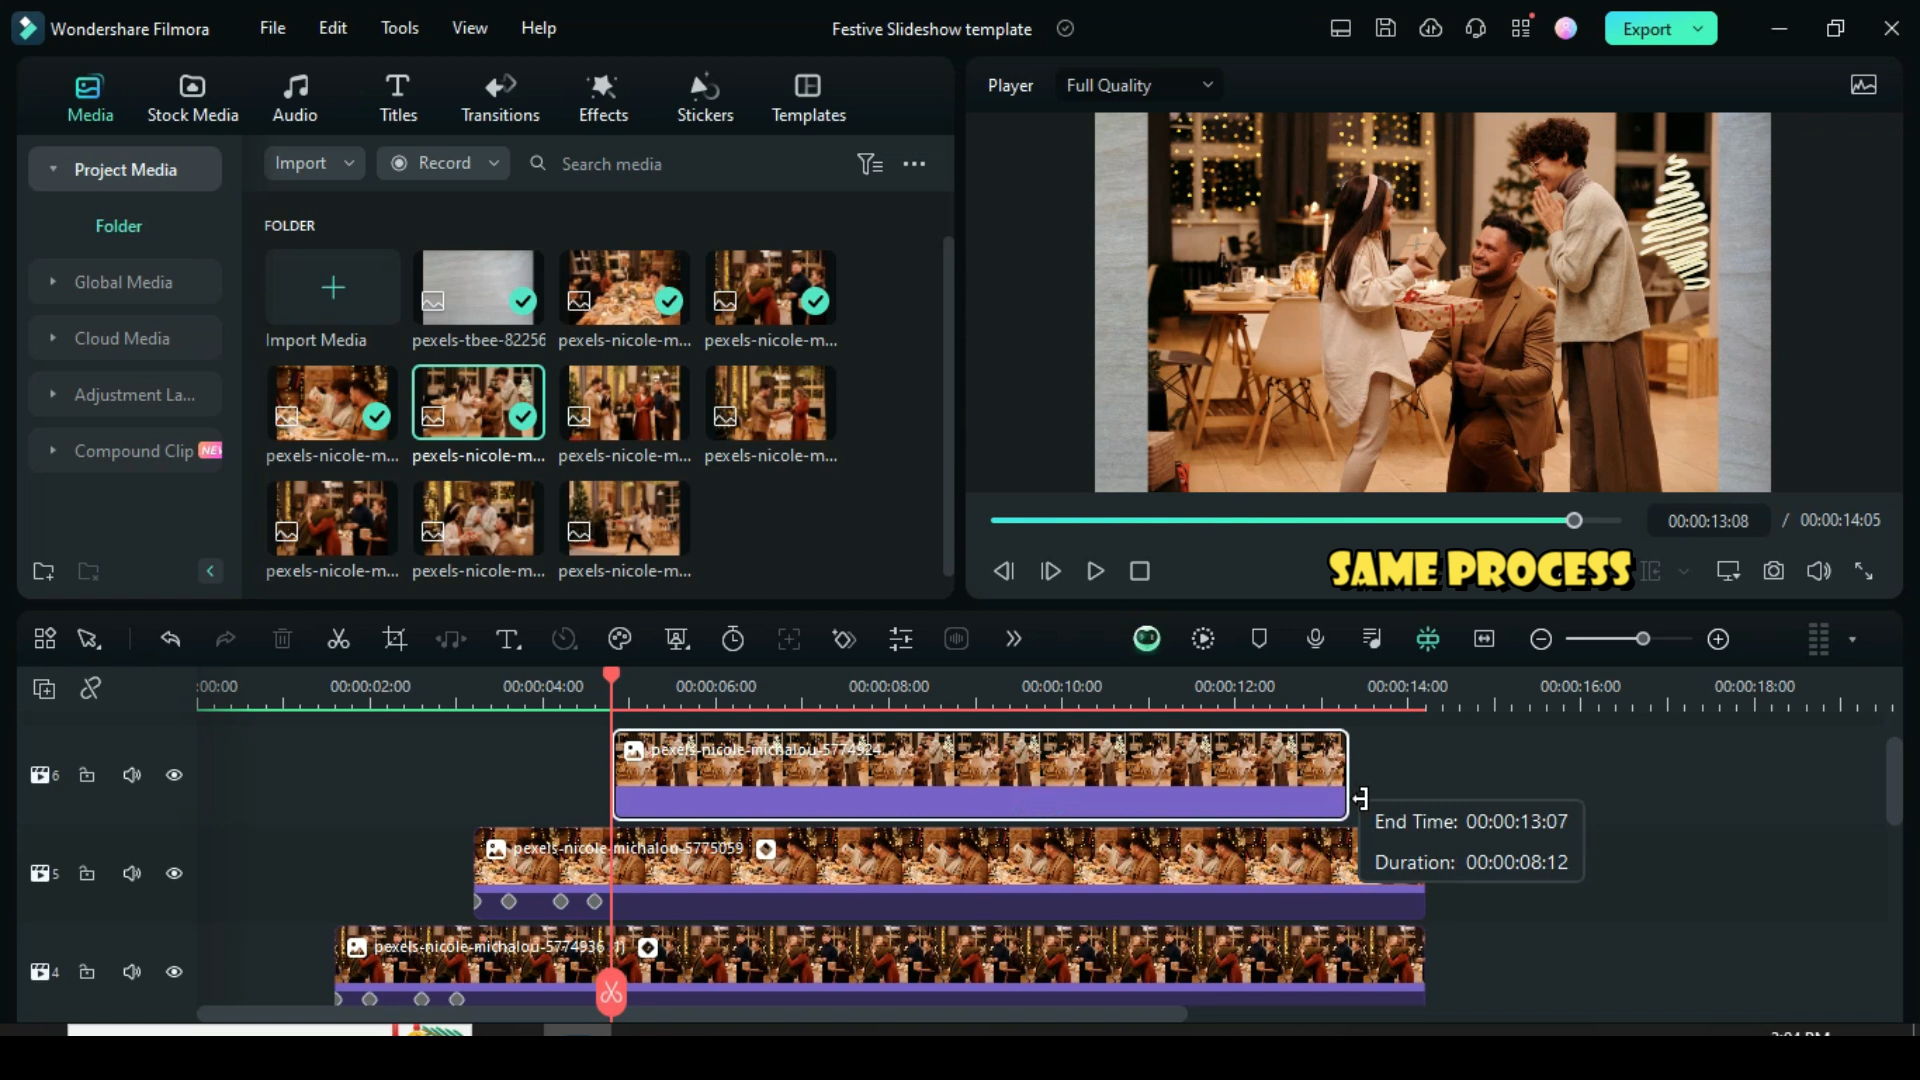 Wondershare Filmora
File
Edit
Tools
View
Help
Festive Slideshow template
Export
Media
Stock Media
Audio
Titles
Transitions
Effects
Stickers
Templates
Player
Full Quality
Project Media
Import
Record
Search media
Folder
FOLDER
Global Media
Cloud Media
Adjustment La...
Compound Clip
Import Media
pexels-tbee-82256
pexels-nicole-m...
pexels-nicole-m...
pexels-nicole-m...
pexels-nicole-m...
pexels-nicole-m...
pexels-nicole-m...
pexels-nicole-m...
pexels-nicole-m...
pexels-nicole-m...
00:00:13:08
/ 00:00:14:05
SAME PROCESS
:00:00
00:00:02:00
00:00:04:00
00:00:06:00
00:00:08:00
00:00:10:00
00:00:12:00
00:00:14:00
00:00:16:00
00:00:18:00
6
pexels-nicole-michalou-5774924
End Time: 00:00:13:07
Duration: 00:00:08:12
5
pexels-nicole-michalou-5775059
4
pexels-nicole-michalou-5774936